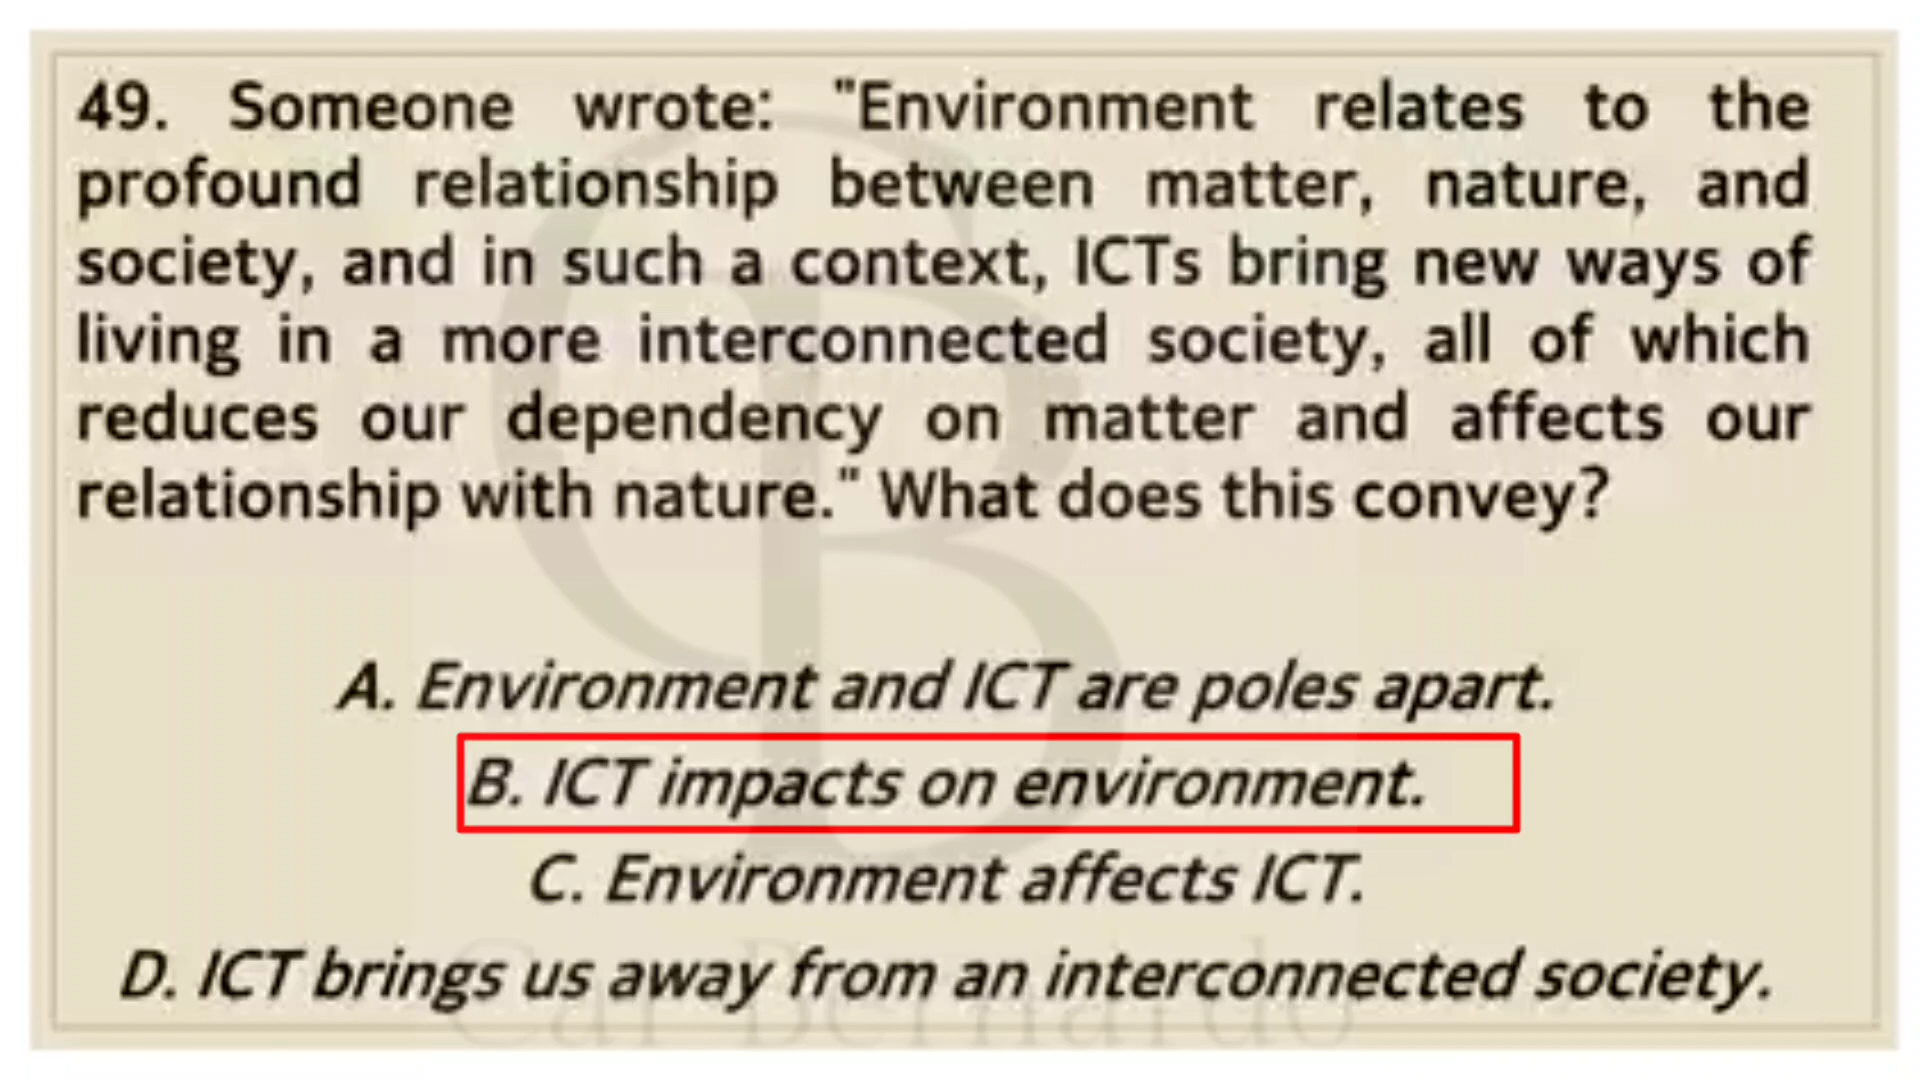 49. Someone wrote: "Environment relates to the
profound relationship between matter, nature, and
society, and in such a context, ICTs bring new ways of
living in a more interconnected society, all of which
reduces our dependency on matter and affects our
relationship with nature." What does this convey?
A. Environment and ICT are poles apart.
B. ICT impacts on environment.
C. Environment affects ICT.
D. ICT brings us away from an interconnected society.
Car Bernardo